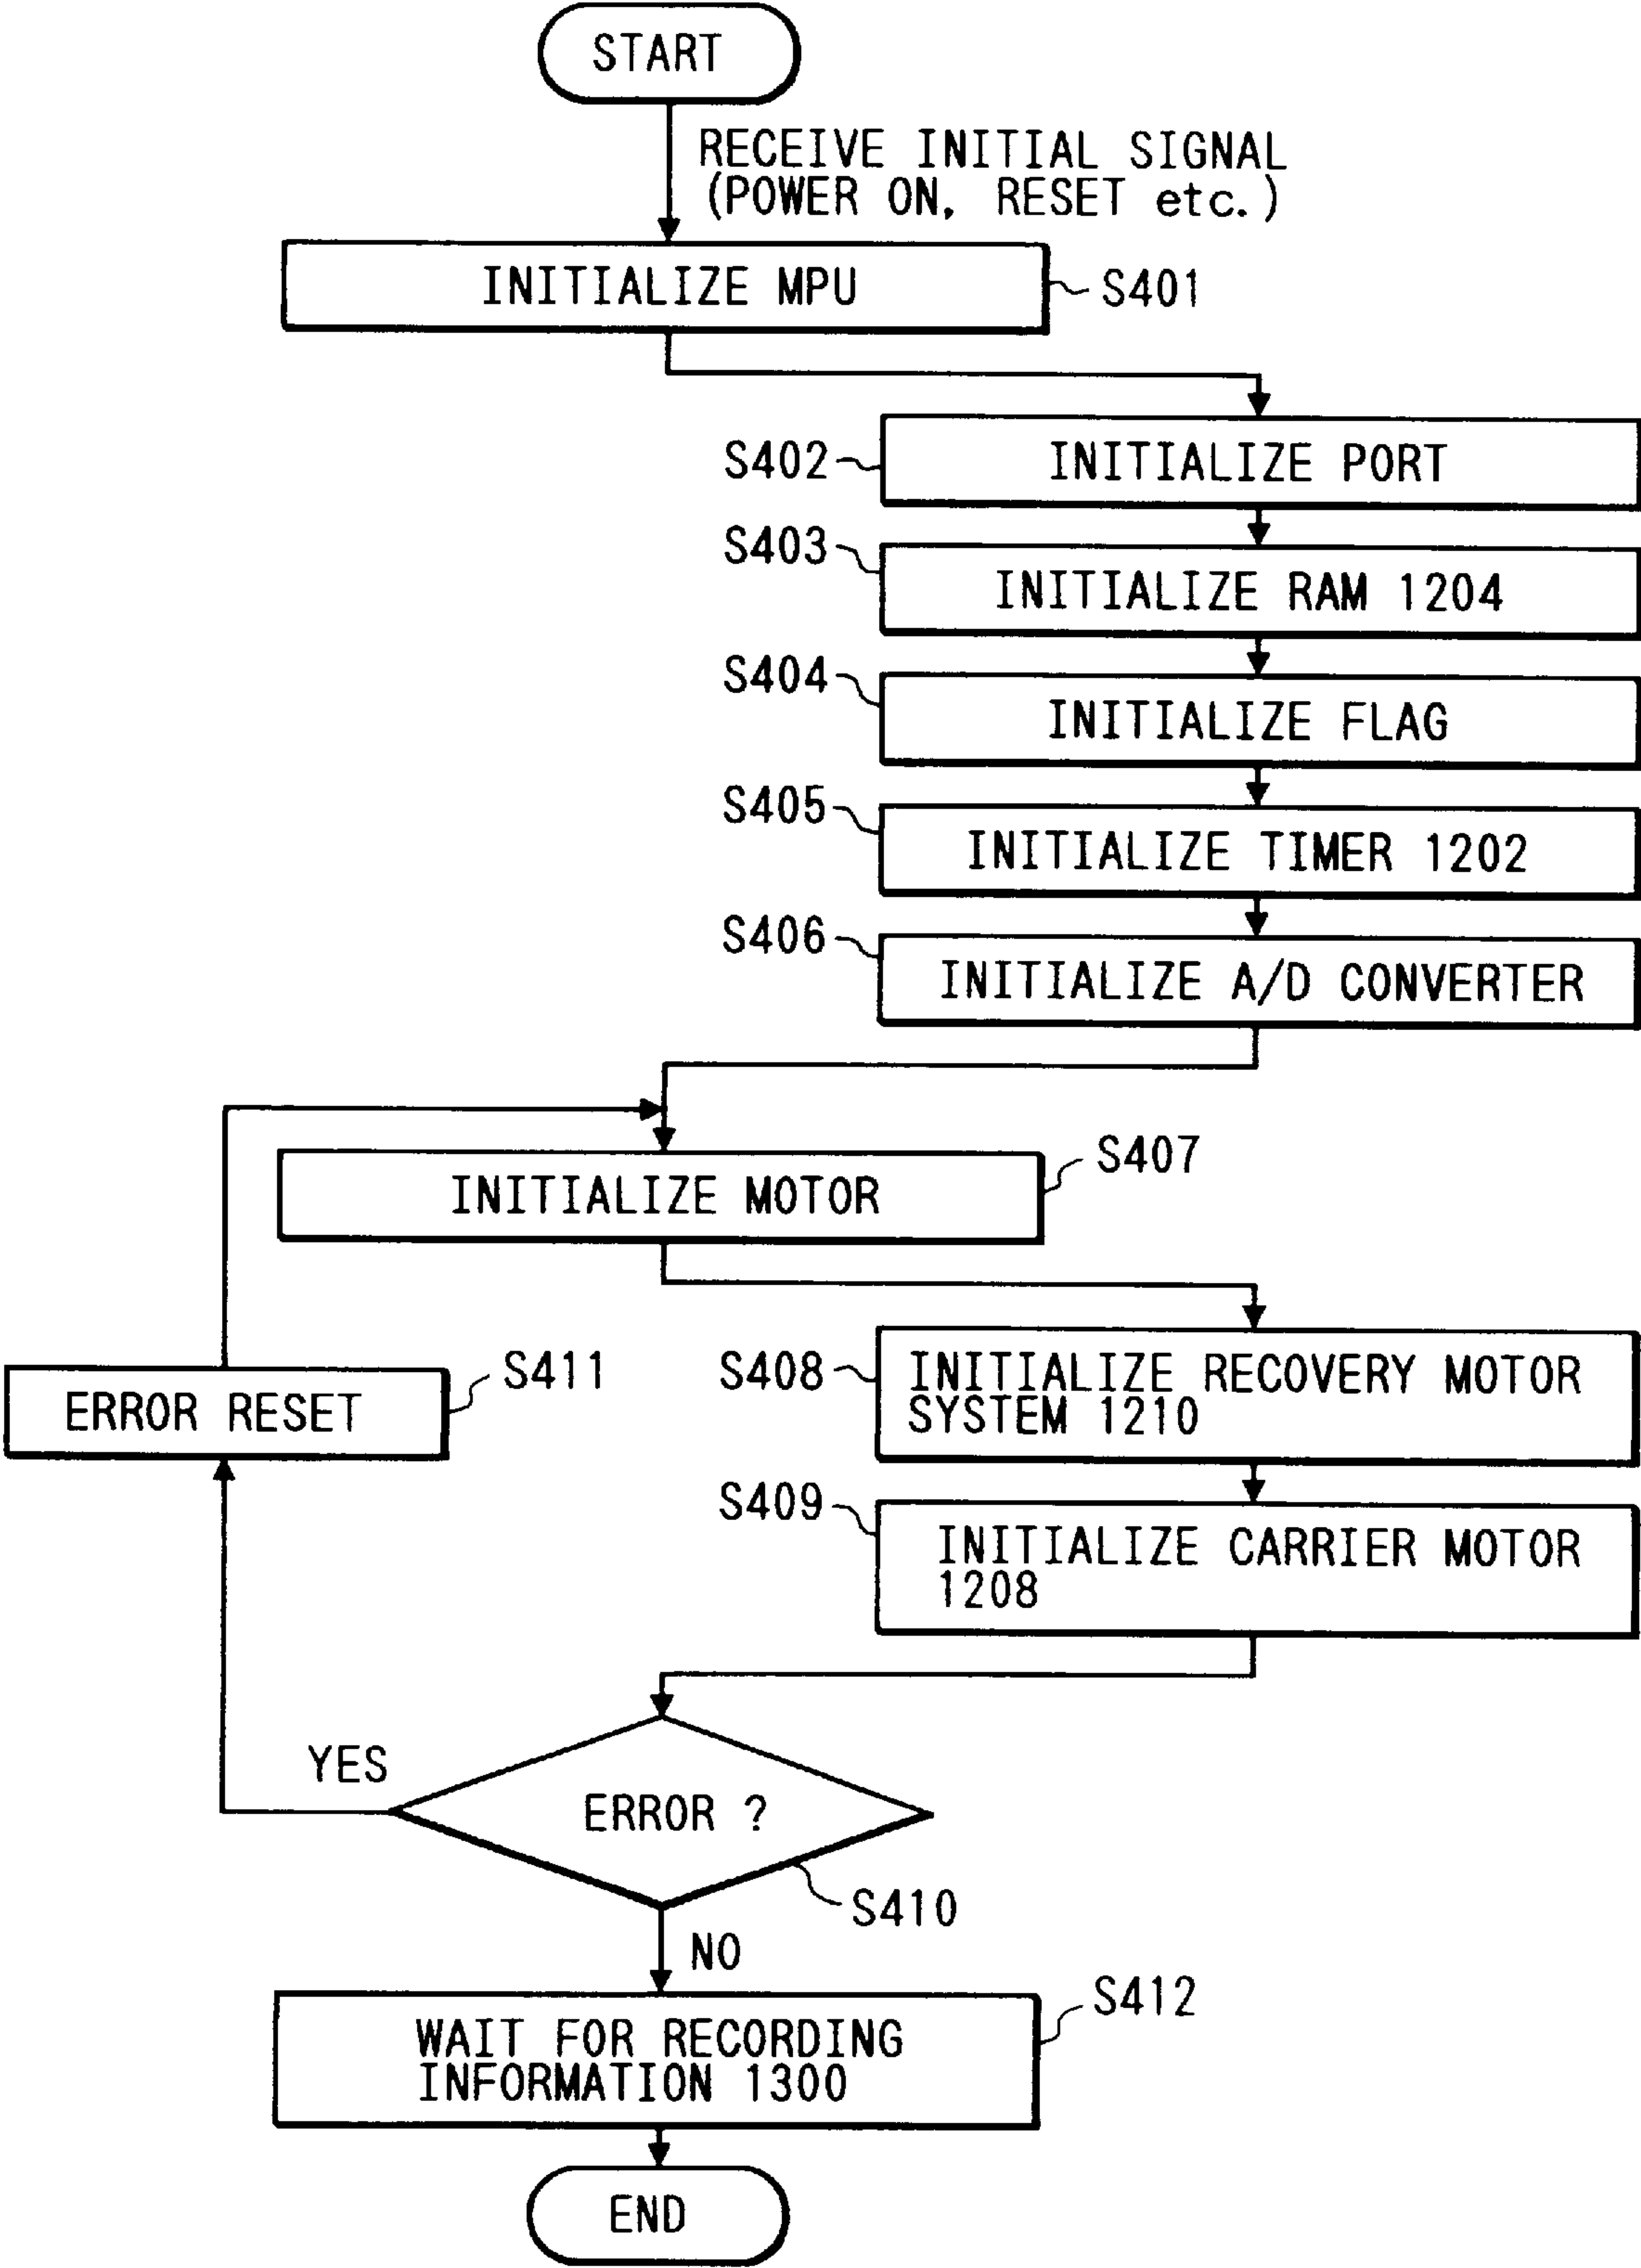 START
RECEIVE INITIAL SIGNAL
(POWER ON, RESET etc.)
INITIALIZE MPU
S401
S402
INITIALIZE PORT
S403
INITIALIZE RAM 1204
S404
INITIALIZE FLAG
S405
INITIALIZE TIMER 1202
S406
INITIALIZE A/D CONVERTER
S407
INITIALIZE MOTOR
S408
INITIALIZE RECOVERY MOTOR
SYSTEM 1210
S411
ERROR RESET
S409
INITIALIZE CARRIER MOTOR
1208
YES
ERROR ?
S410
NO
S412
WAIT FOR RECORDING
INFORMATION 1300
END